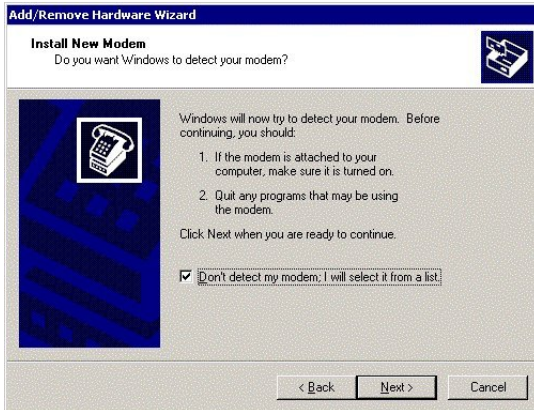 Add/Remove Hardware Wizard
Install New Modem
Do you want Windows to detect your modem?
Windows will now try to detect your modem. Before
continuing, you should:
1. If the modem is attached to your
computer, make sure it is turned on.
2. Quit any programs that may be using
the modem.
Click Next when you are ready to continue.
Don't detect my modem; I will select it from a list.
< Back
Next >
Cancel